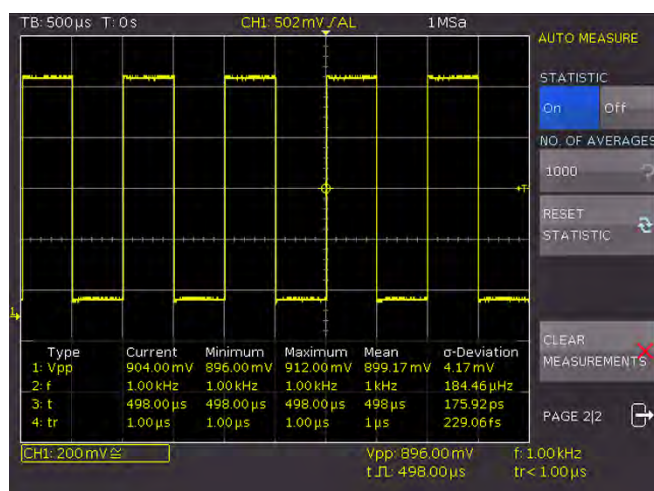 TB: 500µs T: 0s CH1: 502mV / AL 1MSa
AUTO MEASURE
STATISTIC
On Off
NO. OF AVERAGES
1000
RESET
STATISTIC
CLEAR
MEASUREMENTS
PAGE 2|2
T
1
Type Current Minimum Maximum Mean σ-Deviation
1: Vpp 904.00mV 896.00mV 912.00mV 899.17mV 4.17mV
2: f 1.00kHz 1.00kHz 1.00kHz 1kHz 184.46µHz
3: t 498.00µs 498.00µs 498.00µs 498µs 175.92ps
4: tr 1.00µs 1.00µs 1.00µs 1µs 229.06fs
CH1: 200mV≅ Vpp: 896.00mV f: 1.00kHz
t: 498.00µs tr< 1.00µs